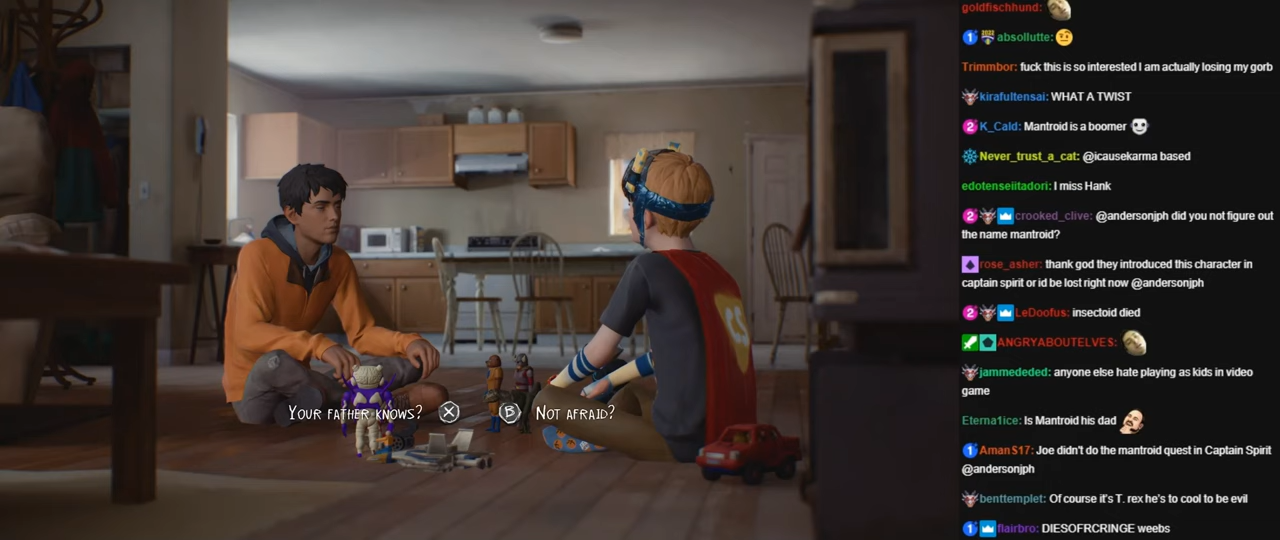 goldfischhund:
absollutte:
Trimmbor: fuck this is so interested I am actually losing my gorb
kirafultensai: WHAT A TWIST
K_Cald: Mantroid is a boomer
Never_trust_a_cat: @icausekarma based
edotenseiitadori: I miss Hank
crooked_clive: @andersonjph did you not figure out
the name mantroid?
rose_asher: thank god they introduced this character in
captain spirit or id be lost right now @andersonjph
LeDoofus: insectoid died
ANGRYABOUTELVES:
jammededed: anyone else hate playing as kids in video
game
Eterna1ice: Is Mantroid his dad
AmanS17: Joe didn't do the mantroid quest in Captain Spirit
@andersonjph
benttemplet: Of course it's T. rex he's to cool to be evil
flairbro: DIESOFRCRINGE weebs
CS
YOUR FATHER KNOWS? X
B NOT AFRAID?